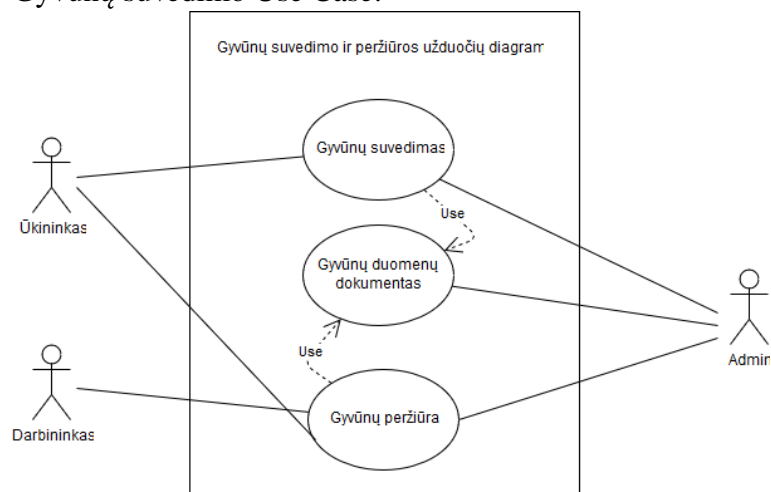 Gyvūnų suvedimo Use Case:
Gyvūnų suvedimo ir peržiūros užduočių diagram
Gyvūnų suvedimas
Ūkininkas
Use
Gyvūnų duomenų
dokumentas
Use
Admin
Gyvūnų peržiūra
Darbininkas